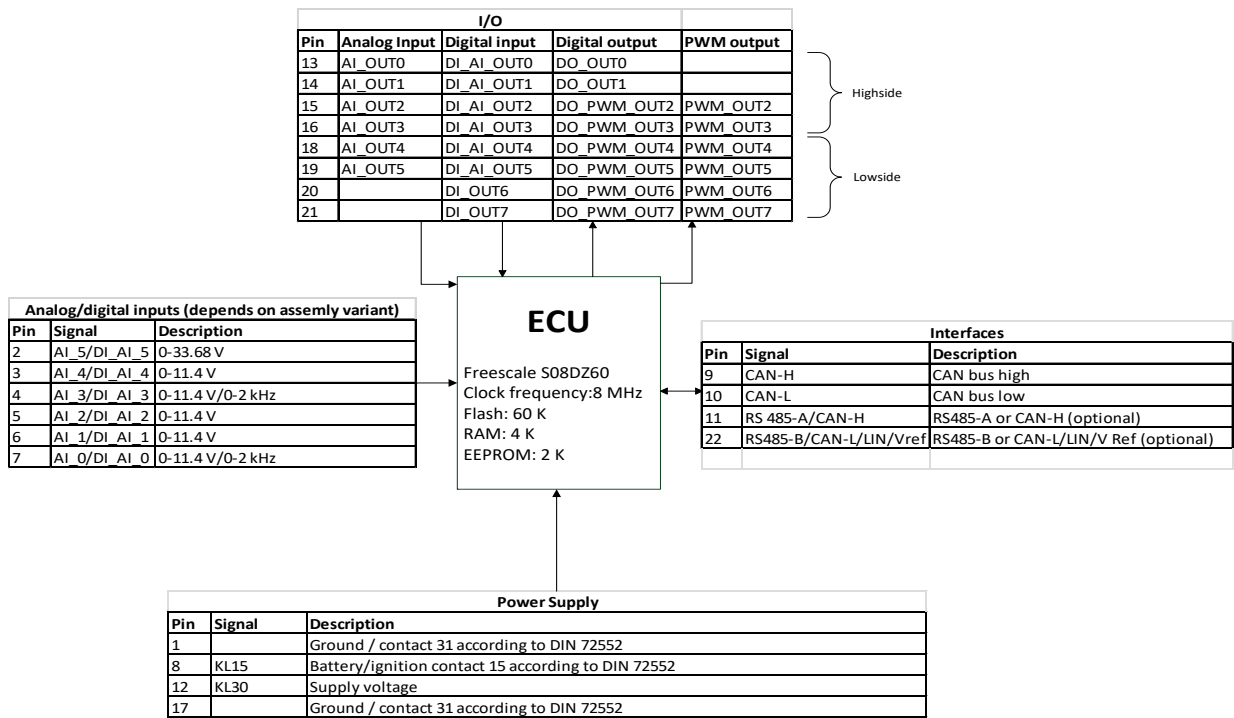 I/O
Pin Analog Input Digital input Digital output PWM output
13 AI_OUT0 DI_AI_OUT0 DO_OUT0
14 AI_OUT1 DI_AI_OUT1 DO_OUT1
15 AI_OUT2 DI_AI_OUT2 DO_PWM_OUT2 PWM_OUT2
16 AI_OUT3 DI_AI_OUT3 DO_PWM_OUT3 PWM_OUT3
18 AI_OUT4 DI_AI_OUT4 DO_PWM_OUT4 PWM_OUT4
19 AI_OUT5 DI_AI_OUT5 DO_PWM_OUT5 PWM_OUT5
20 DI_OUT6 DO_PWM_OUT6 PWM_OUT6
21 DI_OUT7 DO_PWM_OUT7 PWM_OUT7
Highside
Lowside
Analog/digital inputs (depends on assemly variant)
Pin Signal Description
2 AI_5/DI_AI_5 0-33.68 V
3 AI_4/DI_AI_4 0-11.4 V
4 AI_3/DI_AI_3 0-11.4 V/0-2 kHz
5 AI_2/DI_AI_2 0-11.4 V
6 AI_1/DI_AI_1 0-11.4 V
7 AI_0/DI_AI_0 0-11.4 V/0-2 kHz
ECU
Freescale S08DZ60
Clock frequency:8 MHz
Flash: 60 K
RAM: 4 K
EEPROM: 2 K
Interfaces
Pin Signal Description
9 CAN-H CAN bus high
10 CAN-L CAN bus low
11 RS 485-A/CAN-H RS485-A or CAN-H (optional)
22 RS485-B/CAN-L/LIN/Vref RS485-B or CAN-L/LIN/V Ref (optional)
Power Supply
Pin Signal Description
1 Ground / contact 31 according to DIN 72552
8 KL15 Battery/ignition contact 15 according to DIN 72552
12 KL30 Supply voltage
17 Ground / contact 31 according to DIN 72552